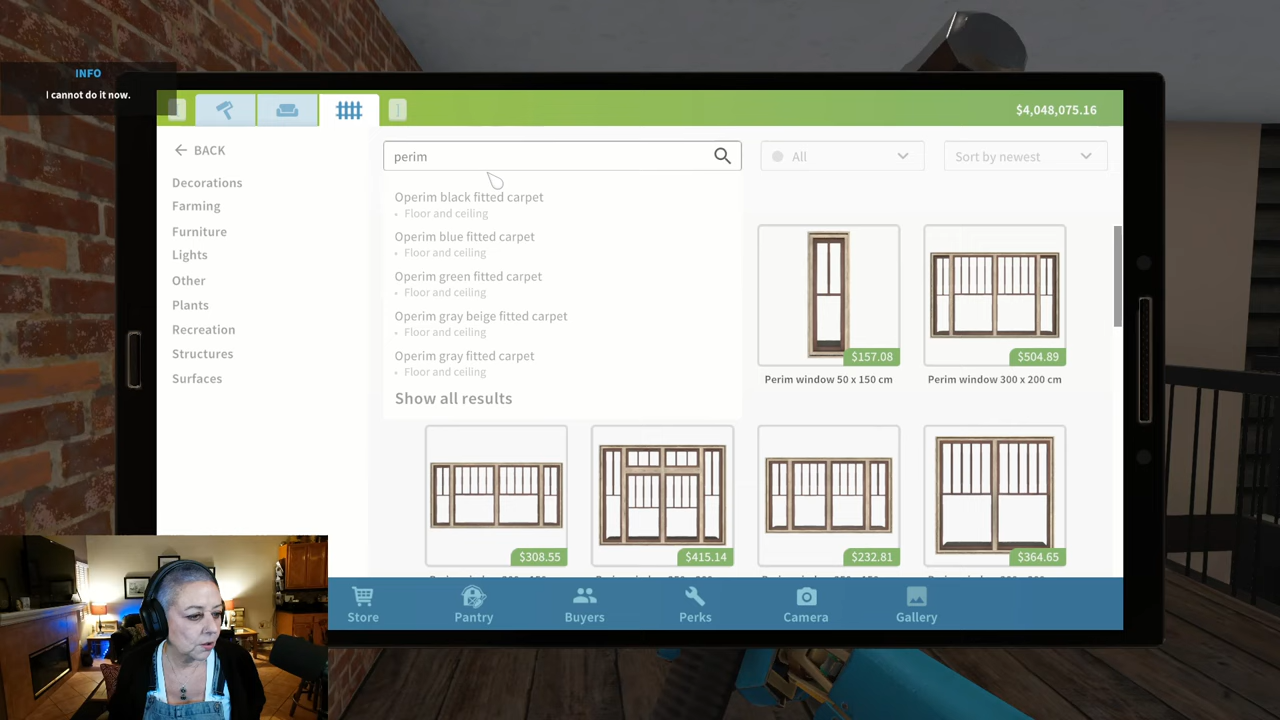 INFO
I cannot do it now.
$4,048,075.16
BACK
Decorations
Farming
Furniture
Lights
Other
Plants
Recreation
Structures
Surfaces
perim
All
Sort by newest
Operim black fitted carpet
• Floor and ceiling
Operim blue fitted carpet
• Floor and ceiling
Operim green fitted carpet
• Floor and ceiling
Operim gray beige fitted carpet
• Floor and ceiling
Operim gray fitted carpet
• Floor and ceiling
Show all results
$157.08
Perim window 50 x 150 cm
$504.89
Perim window 300 x 200 cm
$308.55
$415.14
$232.81
$364.65
Store
Pantry
Buyers
Perks
Camera
Gallery